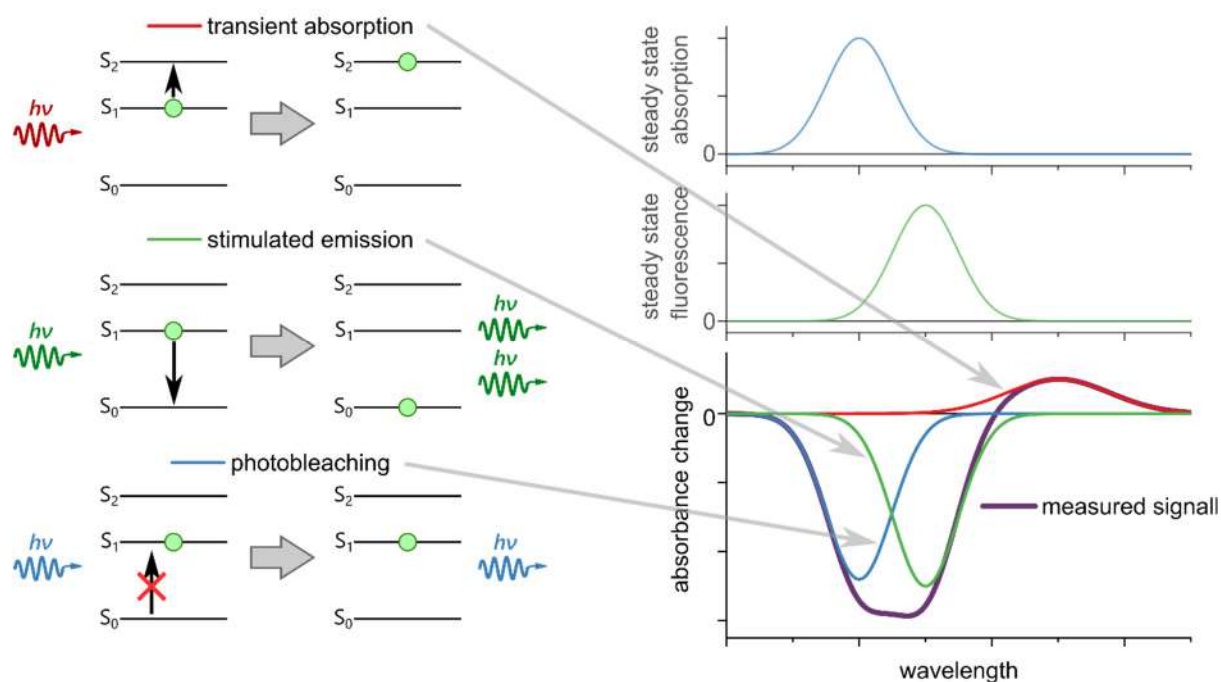 transient absorption
S2
hν
S1
S0
S2
S1
S0
stimulated emission
S2
hν
S1
S0
S2
S1
S0
hν
hν
photobleaching
S2
hν
S1
S0
S2
S1
S0
hν
steady state
absorption
0
steady state
fluorescence
0
absorbance change
0
measured signall
wavelength